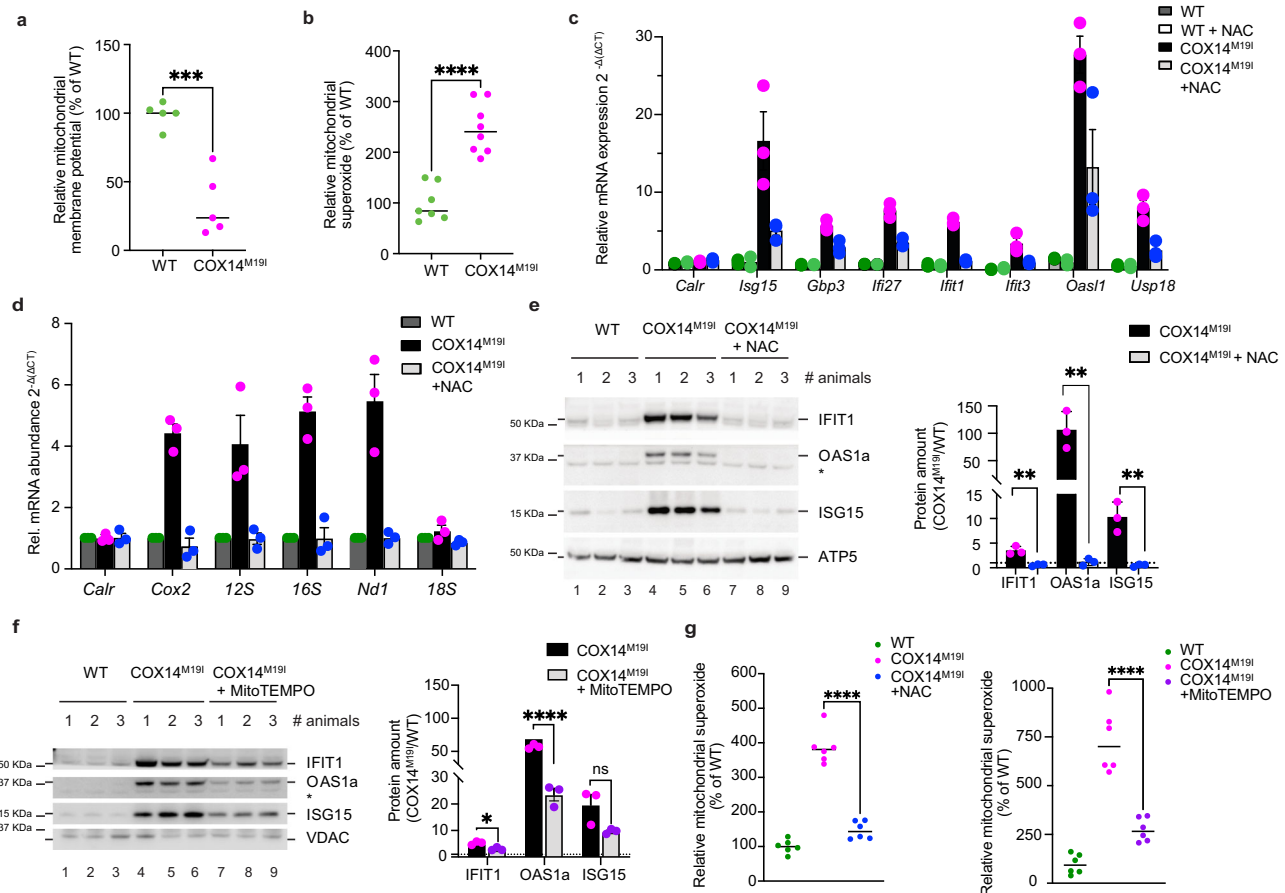 a
Relative mitochondrial
membrane potential (% of WT)
150
100
50
0
***
WT
COX14M19I
b
Relative mitochondrial
superoxide (% of WT)
400
300
200
100
0
****
WT
COX14M19I
c
Relative mRNA expression 2 -Δ(ΔCT)
30
20
10
0
Calr Isg15 Gbp3 Ifi27 Ifit1 Ifit3 Oasl1 Usp18
WT
WT + NAC
COX14M19I
COX14M19I
+NAC
d
Rel. mRNA abundance 2-Δ(ΔCT)
8
6
4
2
0
Calr Cox2 12S 16S Nd1 18S
WT
COX14M19I
COX14M19I
+NAC
e
WT COX14M19I COX14M19I
+ NAC
1 2 3 1 2 3 1 2 3 # animals
50 KDa IFIT1
37 KDa OAS1a
*
15 KDa ISG15
50 KDa ATP5
1 2 3 4 5 6 7 8 9
COX14M19I
COX14M19I + NAC
Protein amount
(COX14M19I/WT)
150
100
50
15
10
5
0
** ** **
IFIT1 OAS1a ISG15
f
WT COX14M19I COX14M19I
+ MitoTEMPO
1 2 3 1 2 3 1 2 3 # animals
50 KDa IFIT1
37 KDa OAS1a
*
15 KDa ISG15
37 KDa VDAC
1 2 3 4 5 6 7 8 9
COX14M19I
COX14M19I
+ MitoTEMPO
Protein amount
(COX14M19I/WT)
150
100
50
30
20
10
0
* **** ns
IFIT1 OAS1a ISG15
g
Relative mitochondrial superoxide
(% of WT)
600
500
400
300
200
100
0
****
WT
COX14M19I
COX14M19I
+NAC
Relative mitochondrial superoxide
(% of WT)
1000
750
500
250
0
****
WT
COX14M19I
COX14M19I
+MitoTEMPO